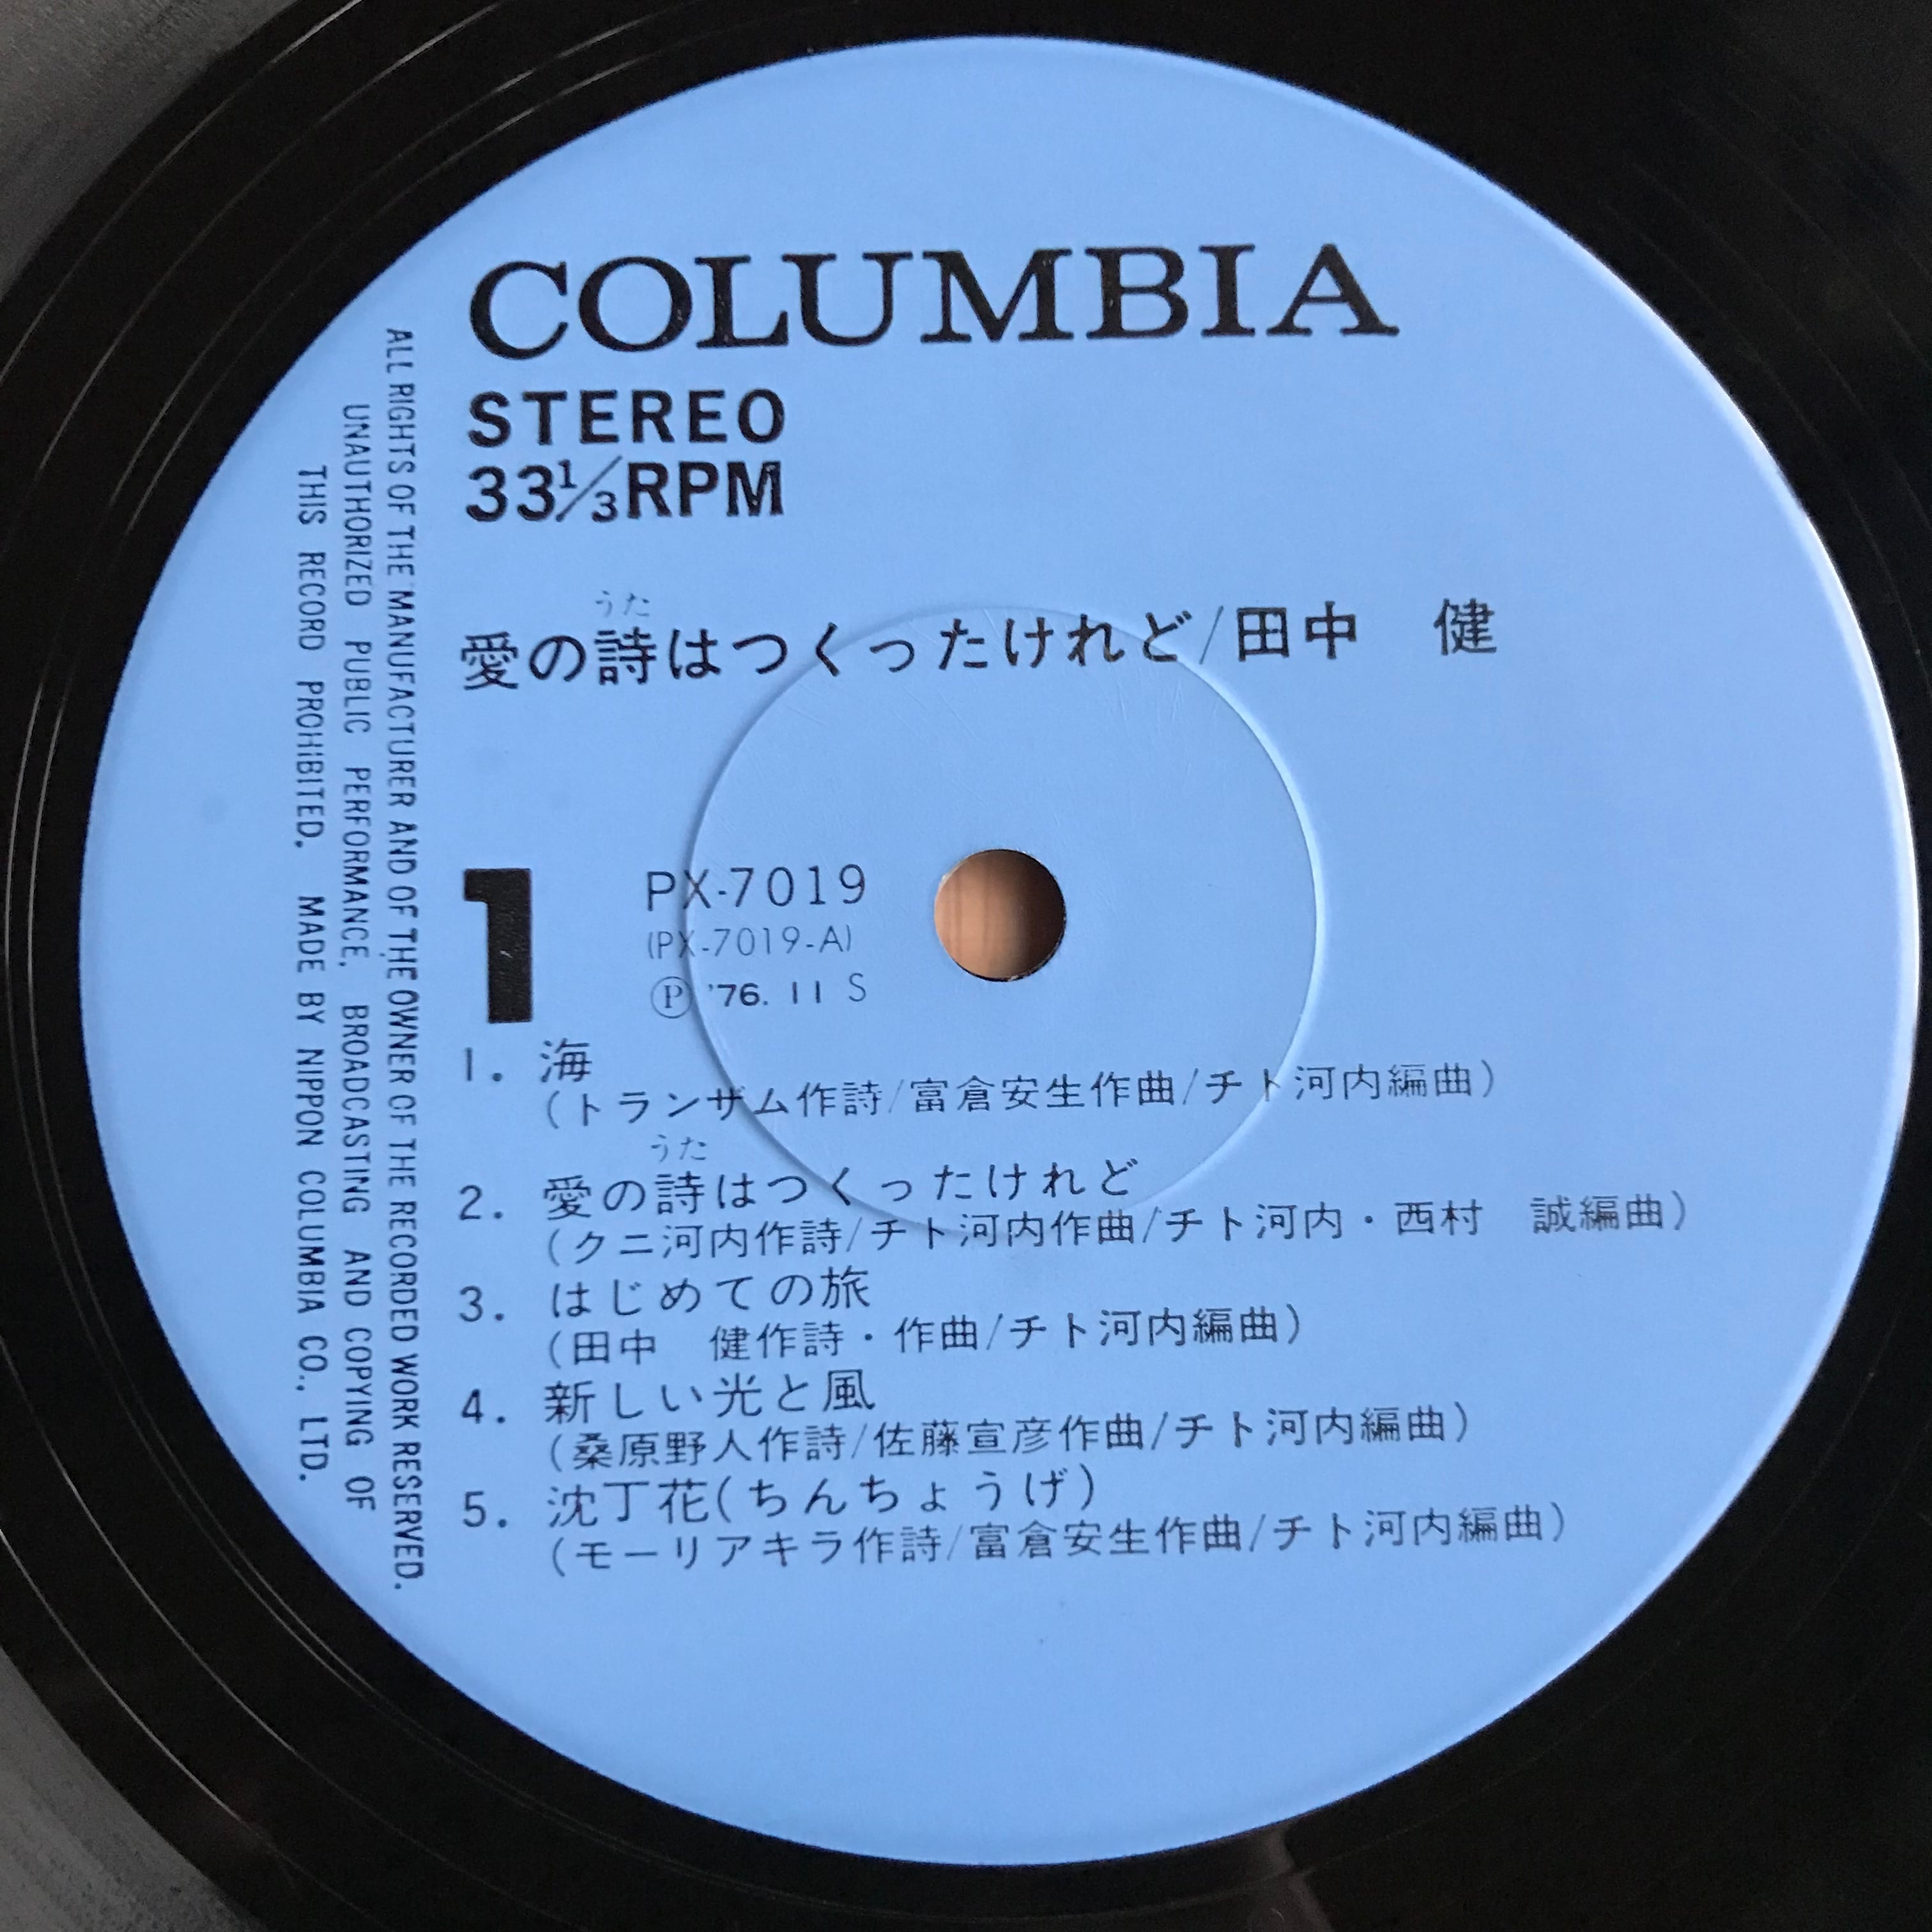 COLUMBIA
STEREO
33⅓RPM
うた
愛の詩はつくったけれど/田中 健
1
PX-7019
(PX-7019-A)
Ⓟ '76. 11 S
1. 海
(トランザム作詩/富倉安生作曲/チト河内編曲)
うた
2. 愛の詩はつくったけれど
(クニ河内作詩/チト河内作曲/チト河内・西村 誠編曲)
3. はじめての旅
(田中 健作詩・作曲/チト河内編曲)
4. 新しい光と風
(桑原野人作詩/佐藤宣彦作曲/チト河内編曲)
5. 沈丁花(ちんちょうげ)
(モーリアキラ作詩/富倉安生作曲/チト河内編曲)
ALL RIGHTS OF THE MANUFACTURER AND OF THE OWNER OF THE RECORDED WORK RESERVED.
UNAUTHORIZED PUBLIC PERFORMANCE, BROADCASTING AND COPYING OF
THIS RECORD PROHIBITED. MADE BY NIPPON COLUMBIA CO., LTD.